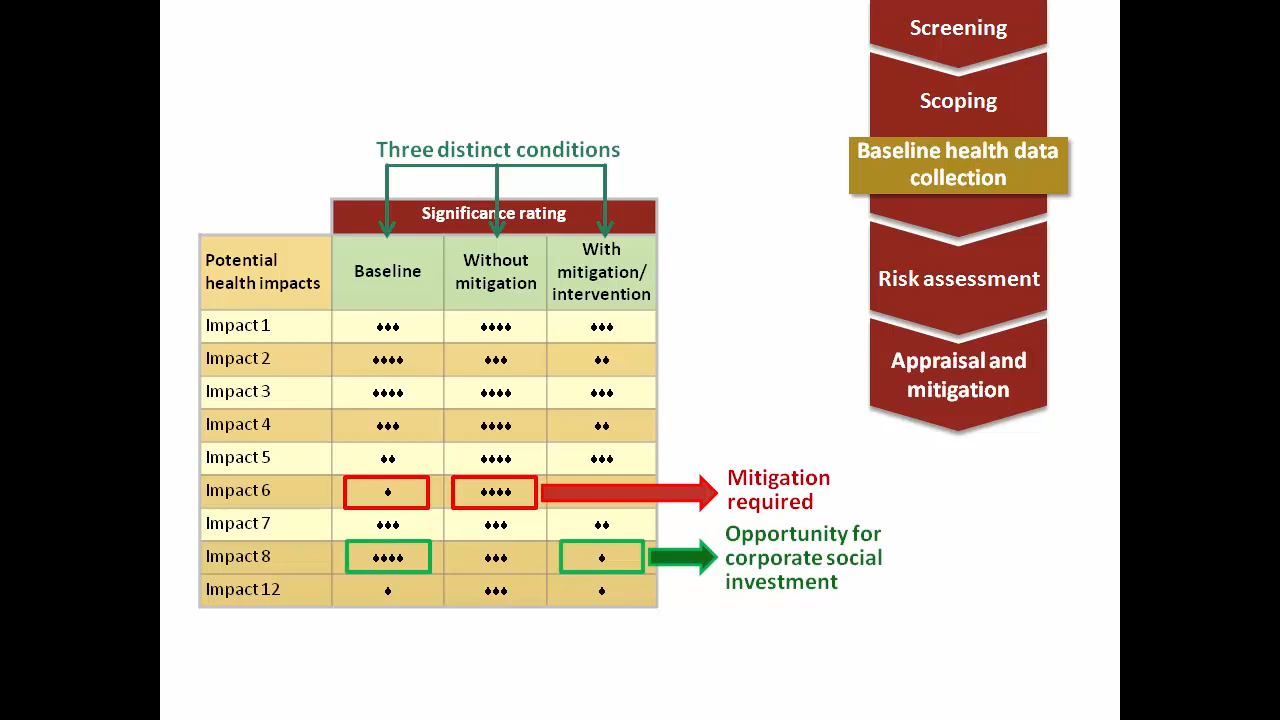 Screening
Scoping
Baseline health data
collection
Risk assessment
Appraisal and
mitigation
Three distinct conditions
Significance rating
Potential
health impacts
Baseline
Without
mitigation
With
mitigation/
intervention
Impact 1 ♦♦♦ ♦♦♦♦ ♦♦♦
Impact 2 ♦♦♦♦ ♦♦♦ ♦♦
Impact 3 ♦♦♦♦ ♦♦♦♦ ♦♦♦
Impact 4 ♦♦♦ ♦♦♦♦ ♦♦
Impact 5 ♦♦ ♦♦♦♦ ♦♦♦
Impact 6 ♦ ♦♦♦♦
Impact 7 ♦♦♦ ♦♦♦ ♦♦
Impact 8 ♦♦♦♦ ♦♦♦ ♦
Impact 12 ♦ ♦♦♦ ♦
Mitigation
required
Opportunity for
corporate social
investment